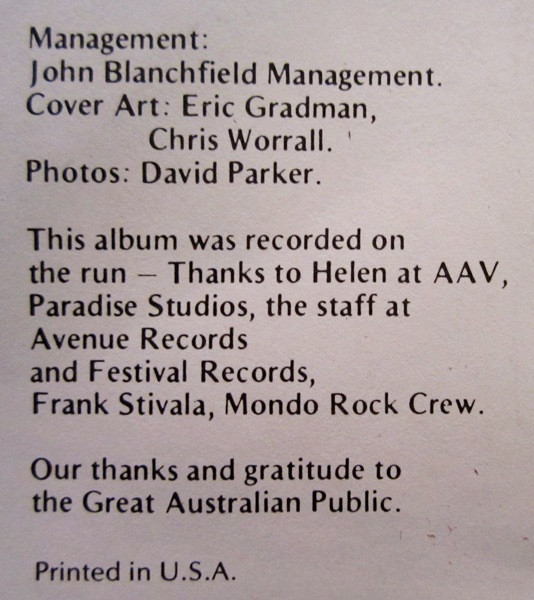 Management:
John Blanchfield Management.
Cover Art: Eric Gradman,
Chris Worrall.
Photos: David Parker.
This album was recorded on
the run – Thanks to Helen at AAV,
Paradise Studios, the staff at
Avenue Records
and Festival Records,
Frank Stivala, Mondo Rock Crew.
Our thanks and gratitude to
the Great Australian Public.
Printed in U.S.A.